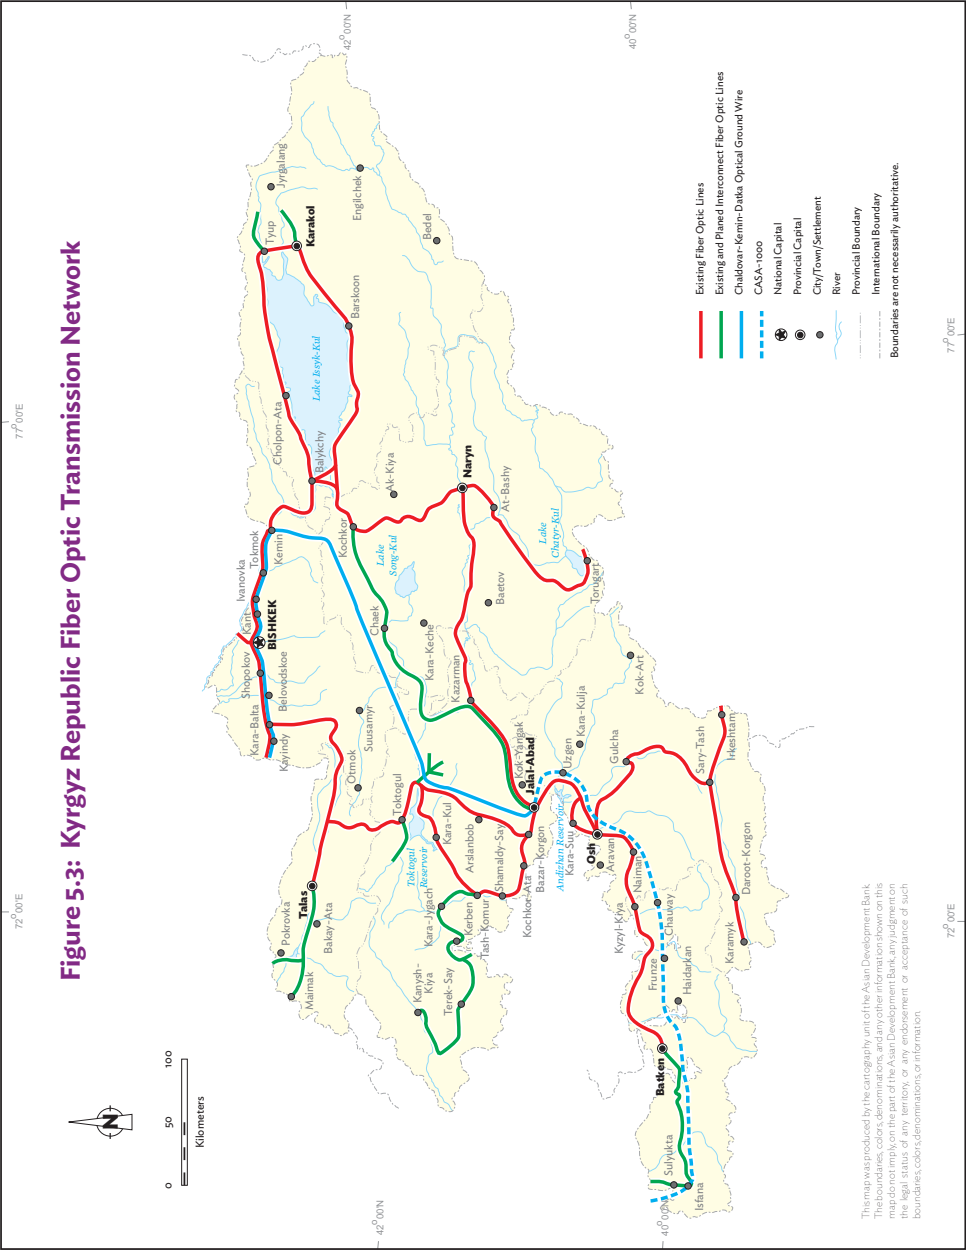 Figure 5.3: Kyrgyz Republic Fiber Optic Transmission Network
72°00'E
77°00'E
42°00'N
42°00'N
40°00'N
40°00'N
72°00'E
77°00'E
N
0
50
100
Kilometers
Pokrovka
Maimak
Talas
Bakay-Ata
Kara-Balta
Kayindy
Shopokov
Belovodskoe
BISHKEK
Kant
Ivanovka
Tokmok
Kemin
Otmok
Suusamyr
Cholpon-Ata
Balykchy
Lake Issyk-Kul
Tyup
Karakol
Jyrgalang
Barskoon
Engilchek
Bedel
Kochkor
Ak-Kiya
Lake
Song-Kul
Chaek
Kara-Keche
Naryn
At-Bashy
Baetov
Lake
Chatyr-Kul
Torugart
Kazarman
Toktogul
Toktogul
Reservoir
Kara-Kul
Arslanbob
Shamaldy-Say
Kara-Jygach
Kerben
Tash-Komur
Kanysh-
Kiya
Terek-Say
Kochkor-Ata
Bazar-Korgon
Kok-Yangak
Jalal-Abad
Andizhan Reservoir
Kara-Suu
Uzgen
Kara-Kulja
Kok-Art
Osh
Aravan
Gulcha
Naiman
Kyzyl-Kiya
Chauvay
Frunze
Haidarkan
Batken
Sulyukta
Isfana
Sary-Tash
Irkeshtam
Daroot-Korgon
Karamyk
Existing Fiber Optic Lines
Existing and Planed Interconnect Fiber Optic Lines
Chaldovar-Kemin-Datka Optical Ground Wire
CASA-1000
National Capital
Provincial Capital
City/Town/Settlement
River
Provincial Boundary
International Boundary
Boundaries are not necessarily authoritative.
This map was produced by the cartography unit of the Asian Development Bank.
The boundaries, colors, denominations, and any other information shown on this
map do not imply, on the part of the Asian Development Bank, any judgment on
the legal status of any territory, or any endorsement or acceptance of such
boundaries, colors, denominations, or information.